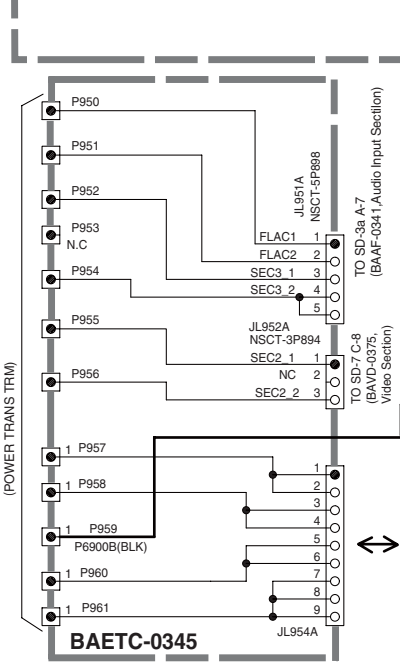 P950
P951
JL951A
NSCT-5P898
P952
TO SD-3a A-7
(BAAF-0341,Audio Input Sectiion)
P953
N.C
FLAC1 1
FLAC2 2
P954
SEC3_1 3
SEC3_2 4
5
P955
JL952A
NSCT-3P894
SEC2_1 1
P956
NC 2
SEC2_2 3
TO SD-7 C-8
(BAVD-0375,
Video Section)
(POWER TRANS TRM)
1 P957
1
2
1 P958
3
4
1 P959
P6900B(BLK)
5
6
1 P960
7
8
1 P961
9
BAETC-0345
JL954A